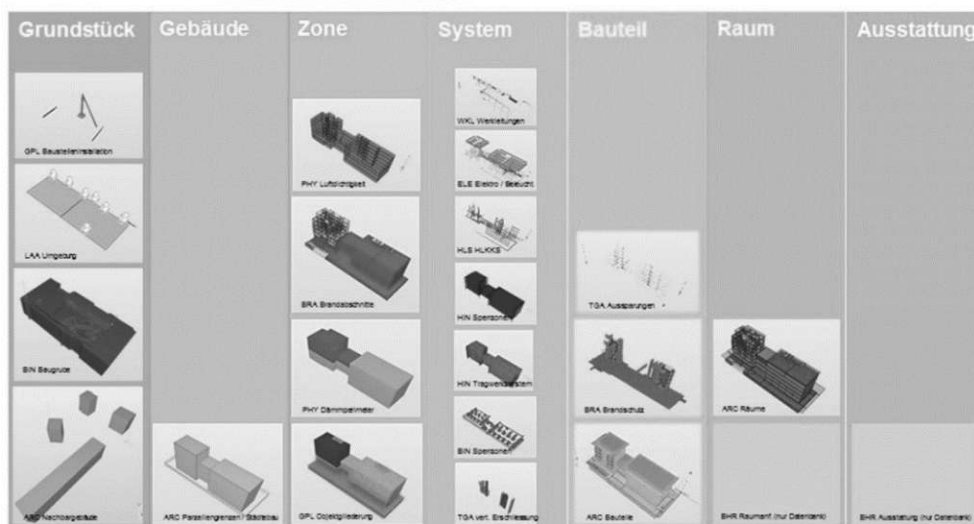 Grundstück
Gebäude
Zone
System
Bauteil
Raum
Ausstattung
GPL Baustelleninstallation
LAA Umgebung
BIN Baugrube
ARC Nachbargebäude
ARC Parzellengrenzen / Städtebau
PHY Luftdichtigkeit
BRA Brandabschnitte
PHY Dämmperimeter
GPL Objektgliederung
WKL Werkleitungen
ELE Elektro / Beleucht.
HLS HLKKS
HIN Sperzonen
HIN Tragwerksystem
BIN Sperzonen
TGA vert. Erschliessung
TGA Aussparungen
BRA Brandschutz
ARC Bauteile
ARC Räume
BHR Raumanf. (nur Datenbank)
BHR Ausstattung (nur Datenbank)